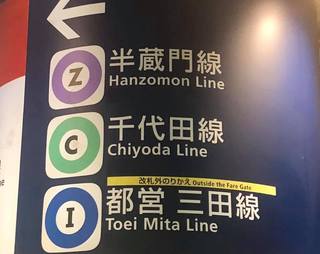 Z 半蔵門線
Hanzomon Line
C 千代田線
Chiyoda Line
改札外のりかえ Outside the Fare Gate
I 都営 三田線
Toei Mita Line